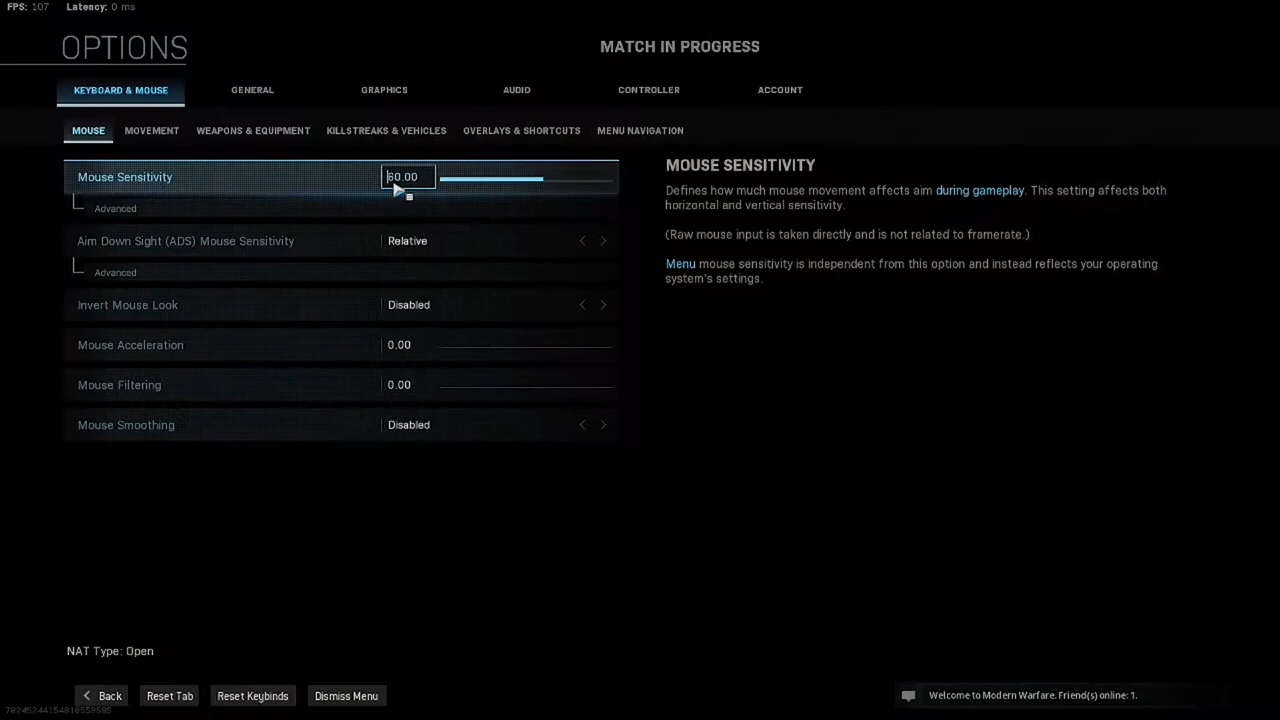 FPS: 107 Latency: 0 ms
OPTIONS
MATCH IN PROGRESS
KEYBOARD & MOUSE GENERAL GRAPHICS AUDIO CONTROLLER ACCOUNT
MOUSE MOVEMENT WEAPONS & EQUIPMENT KILLSTREAKS & VEHICLES OVERLAYS & SHORTCUTS MENU NAVIGATION
Mouse Sensitivity 60.00
Advanced
Aim Down Sight (ADS) Mouse Sensitivity Relative
Advanced
Invert Mouse Look Disabled
Mouse Acceleration 0.00
Mouse Filtering 0.00
Mouse Smoothing Disabled
MOUSE SENSITIVITY
Defines how much mouse movement affects aim during gameplay. This setting affects both
horizontal and vertical sensitivity.
(Raw mouse input is taken directly and is not related to framerate.)
Menu mouse sensitivity is independent from this option and instead reflects your operating
system's settings.
NAT Type: Open
Back Reset Tab Reset Keybinds Dismiss Menu
Welcome to Modern Warfare. Friend(s) online: 1.